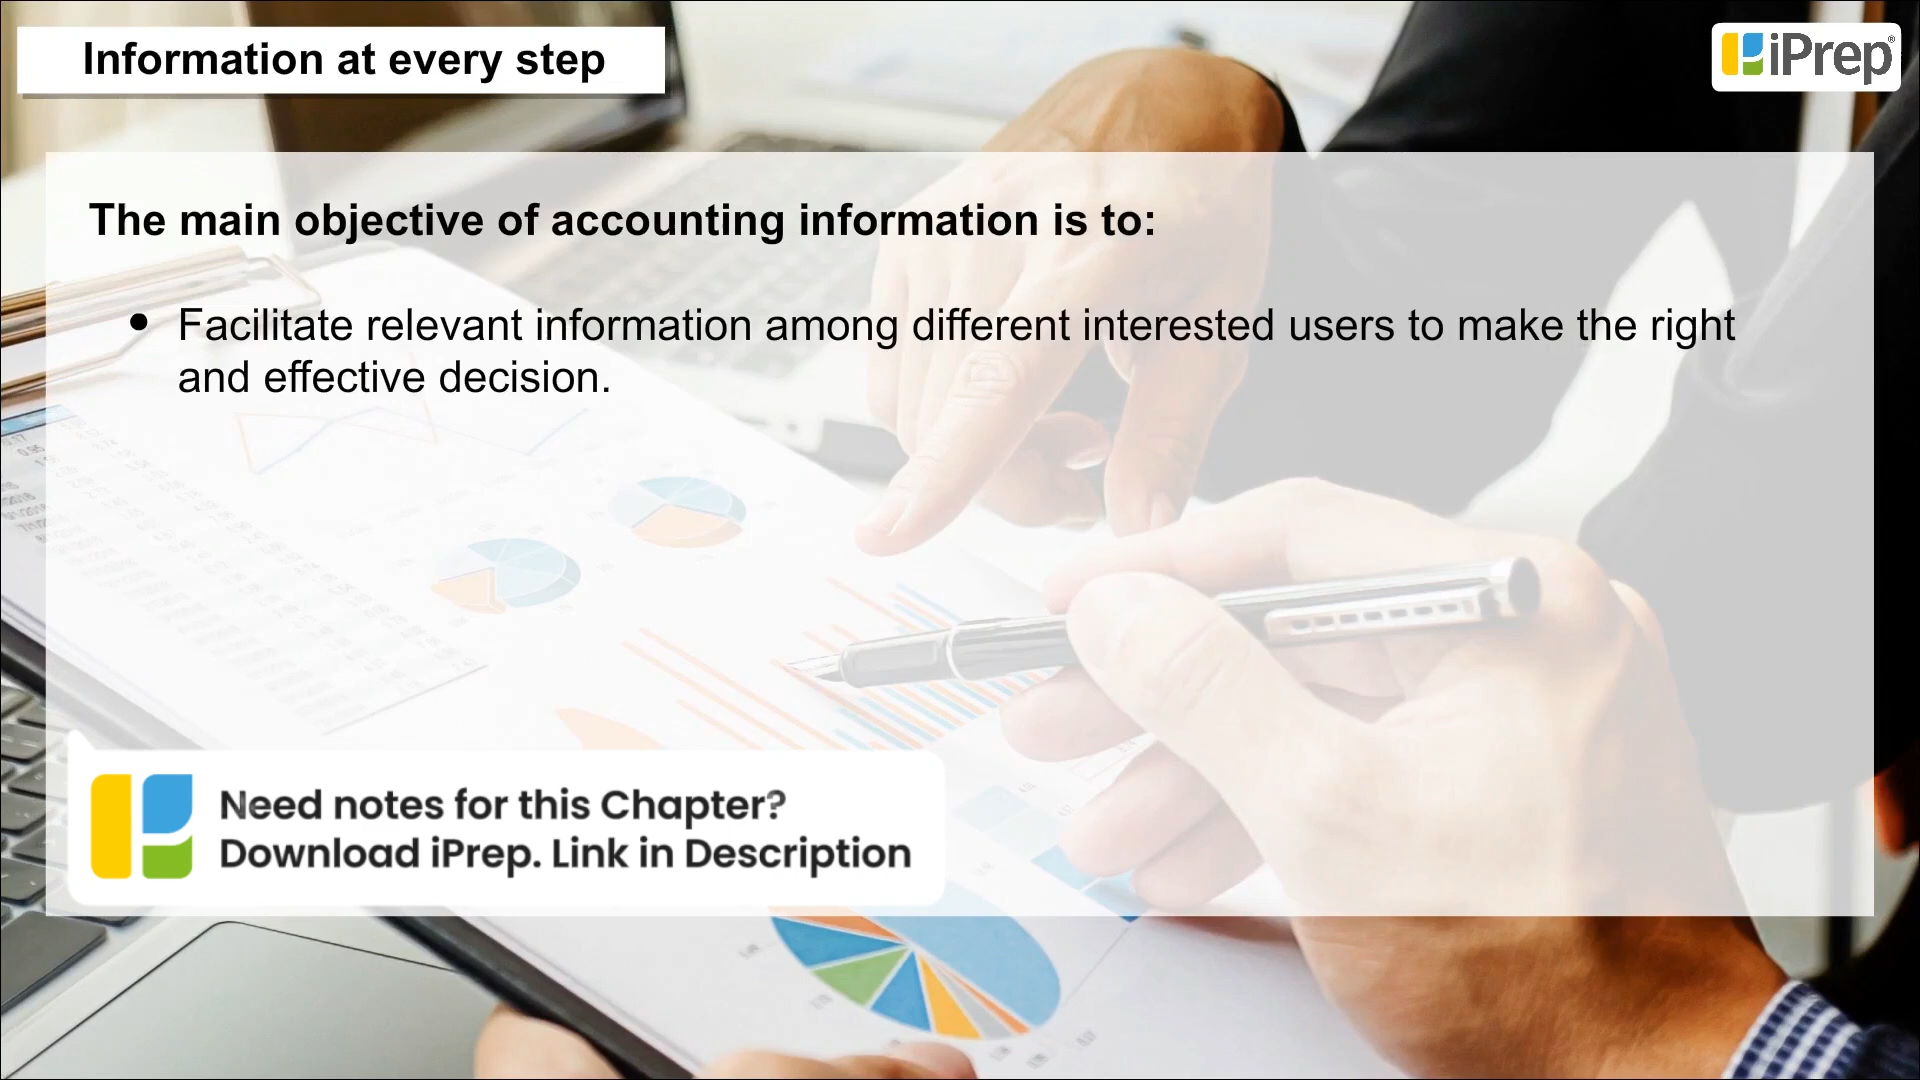 Information at every step
iPrep®
The main objective of accounting information is to:
• Facilitate relevant information among different interested users to make the right
and effective decision.
Need notes for this Chapter?
Download iPrep. Link in Description